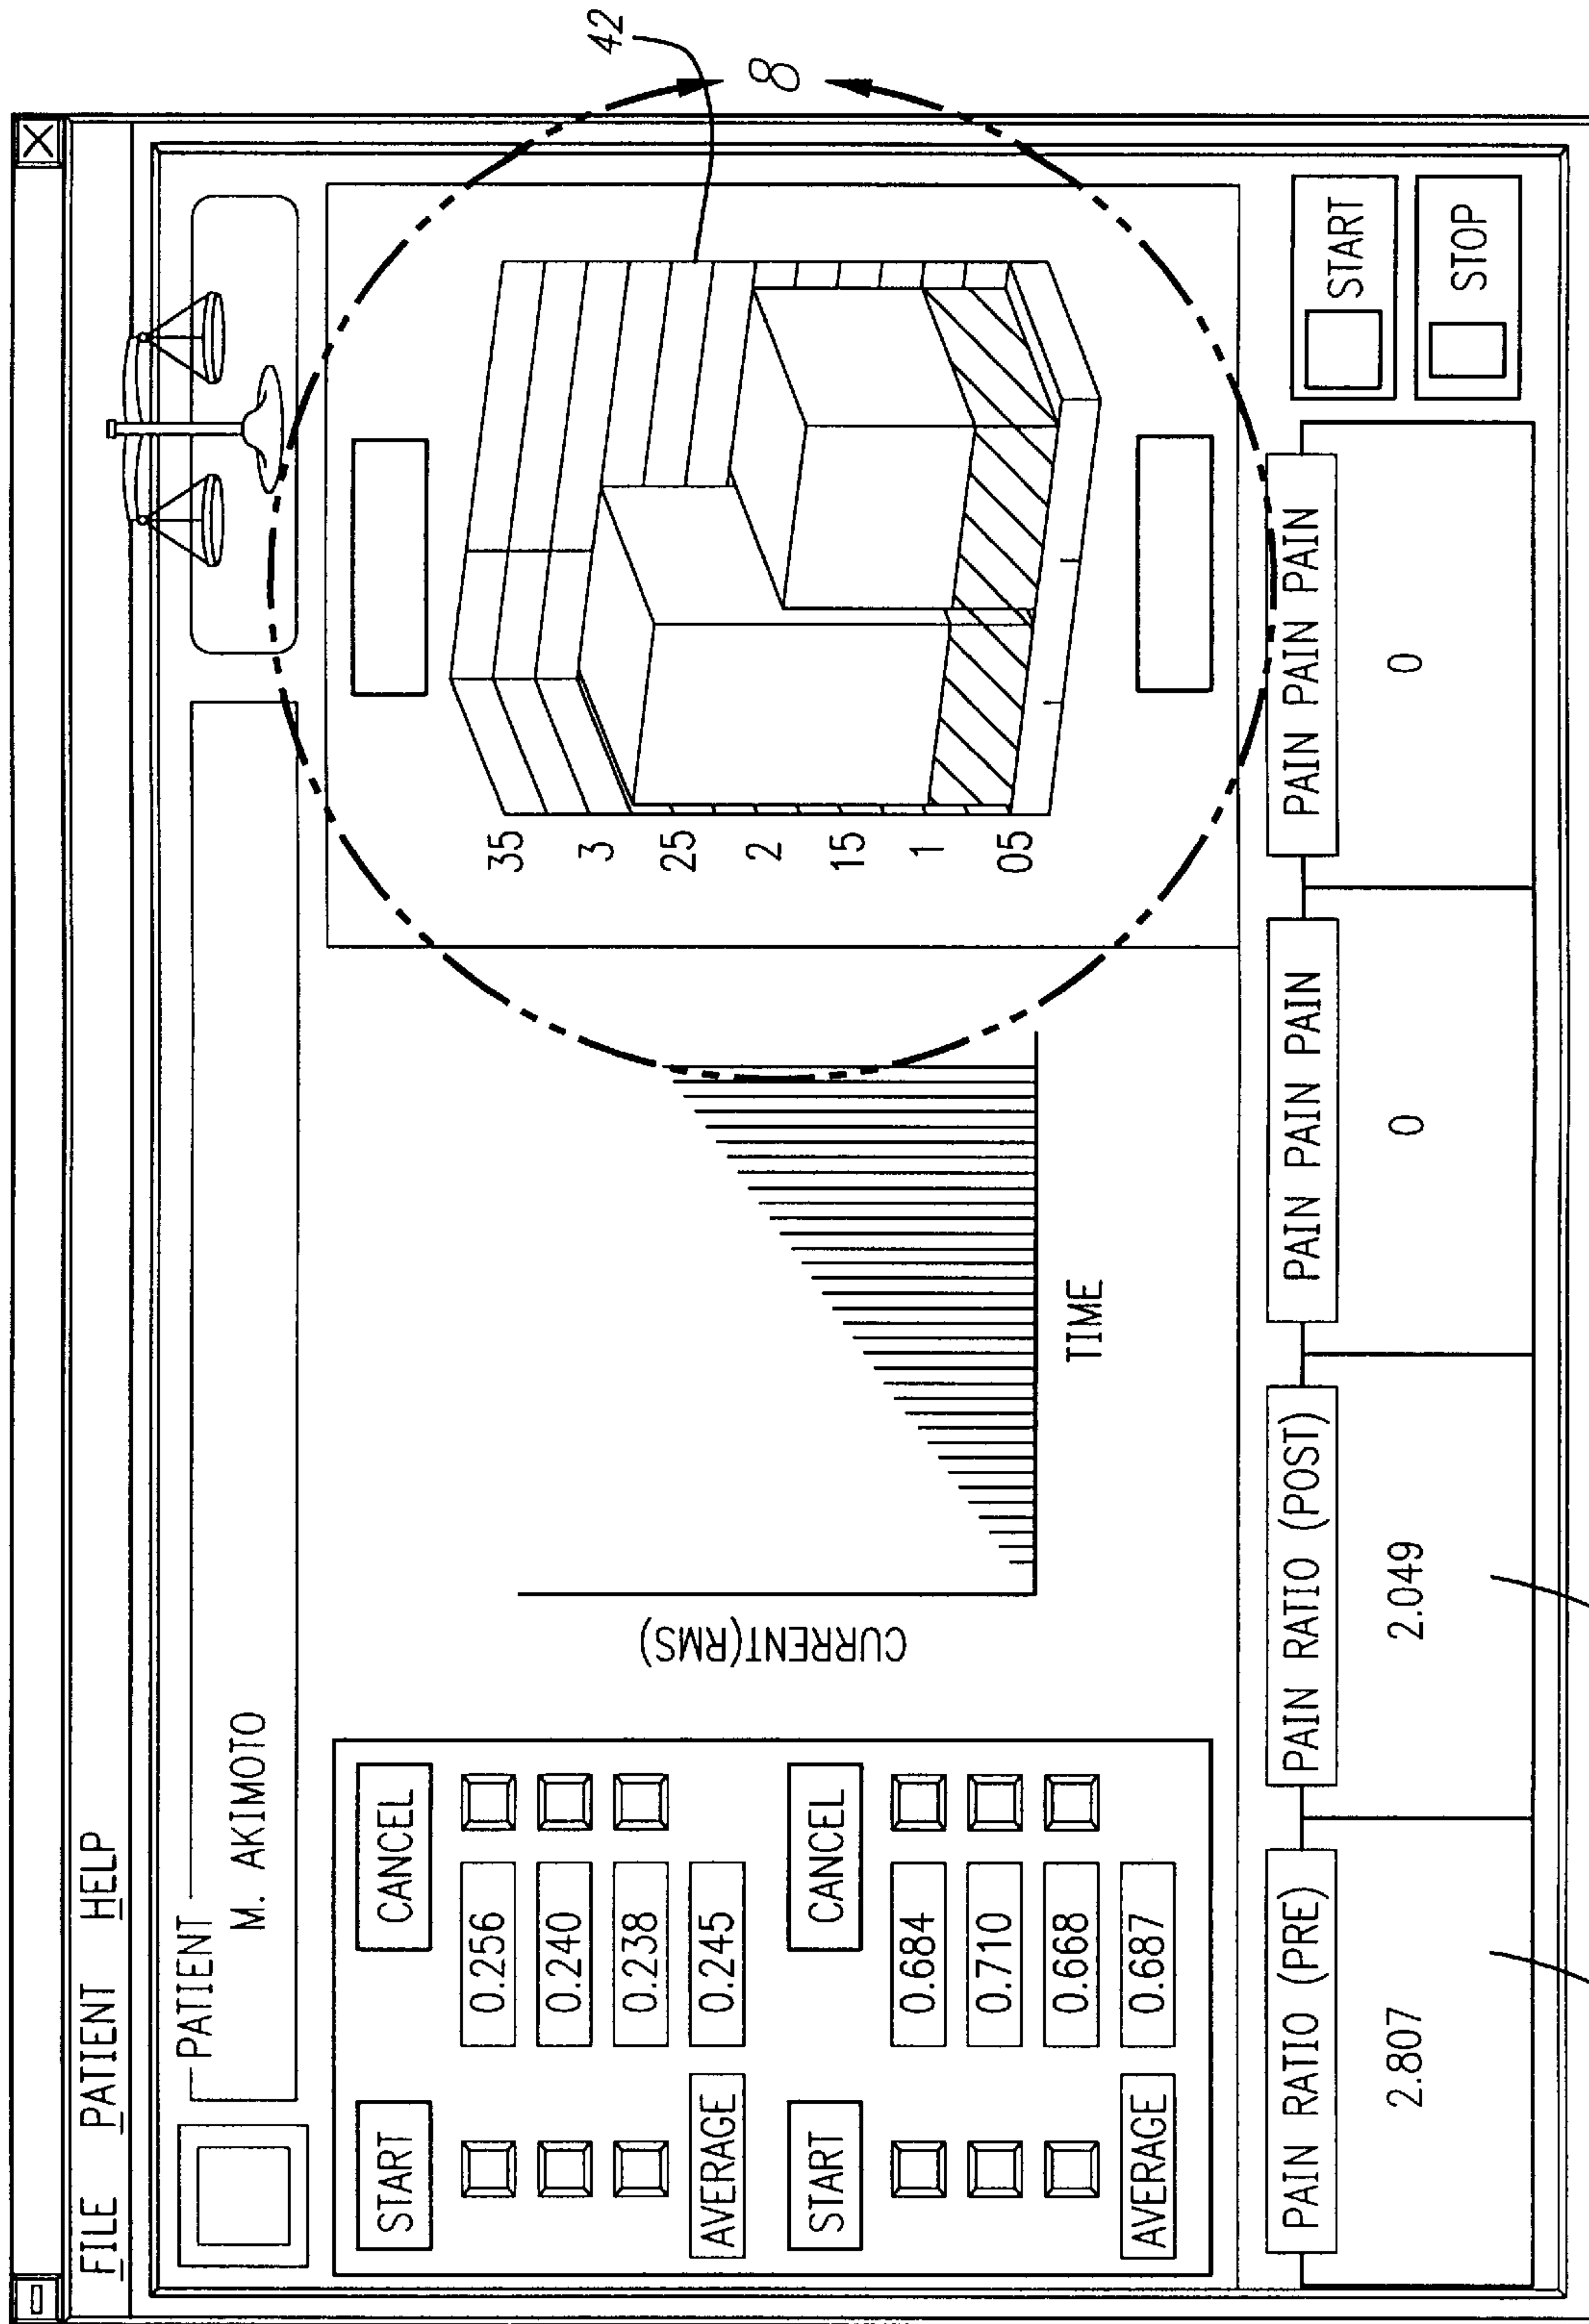 FILE PATIENT HELP
PATIENT
M. AKIMOTO
START CANCEL
0.256
0.240
0.238
AVERAGE 0.245
START CANCEL
0.684
0.710
0.668
AVERAGE 0.687
CURRENT(RMS)
TIME
35
3
25
2
15
1
05
42
8
PAIN RATIO (PRE) PAIN RATIO (POST) PAIN PAIN PAIN PAIN PAIN PAIN
2.807 2.049 0 0
START
STOP